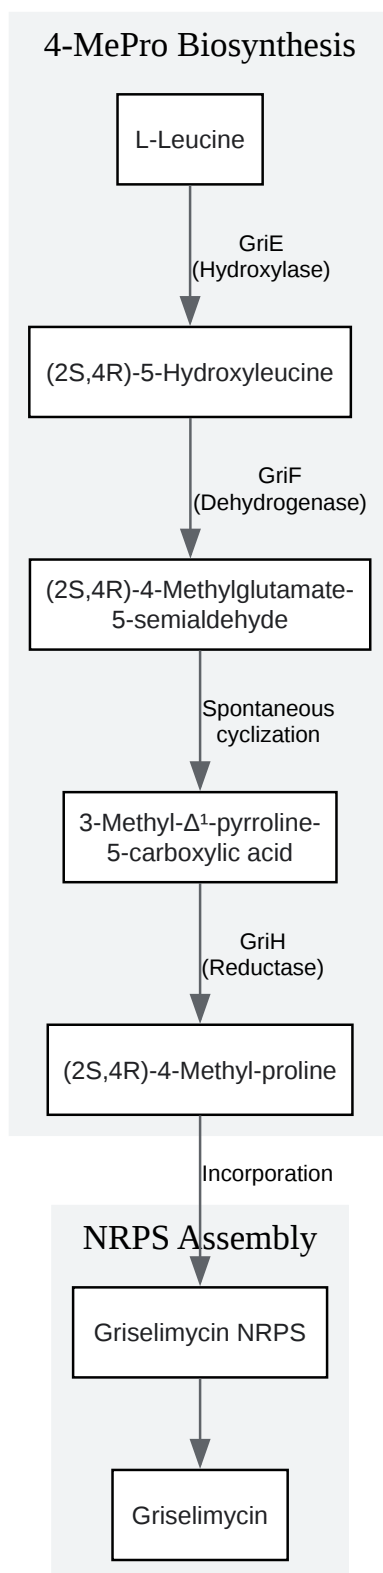 4-MePro Biosynthesis
L-Leucine
GriE
(Hydroxylase)
(2S,4R)-5-Hydroxyleucine
GriF
(Dehydrogenase)
(2S,4R)-4-Methylglutamate-
5-semialdehyde
Spontaneous
cyclization
3-Methyl-Δ¹-pyrroline-
5-carboxylic acid
GriH
(Reductase)
(2S,4R)-4-Methyl-proline
Incorporation
NRPS Assembly
Griselimycin NRPS
Griselimycin